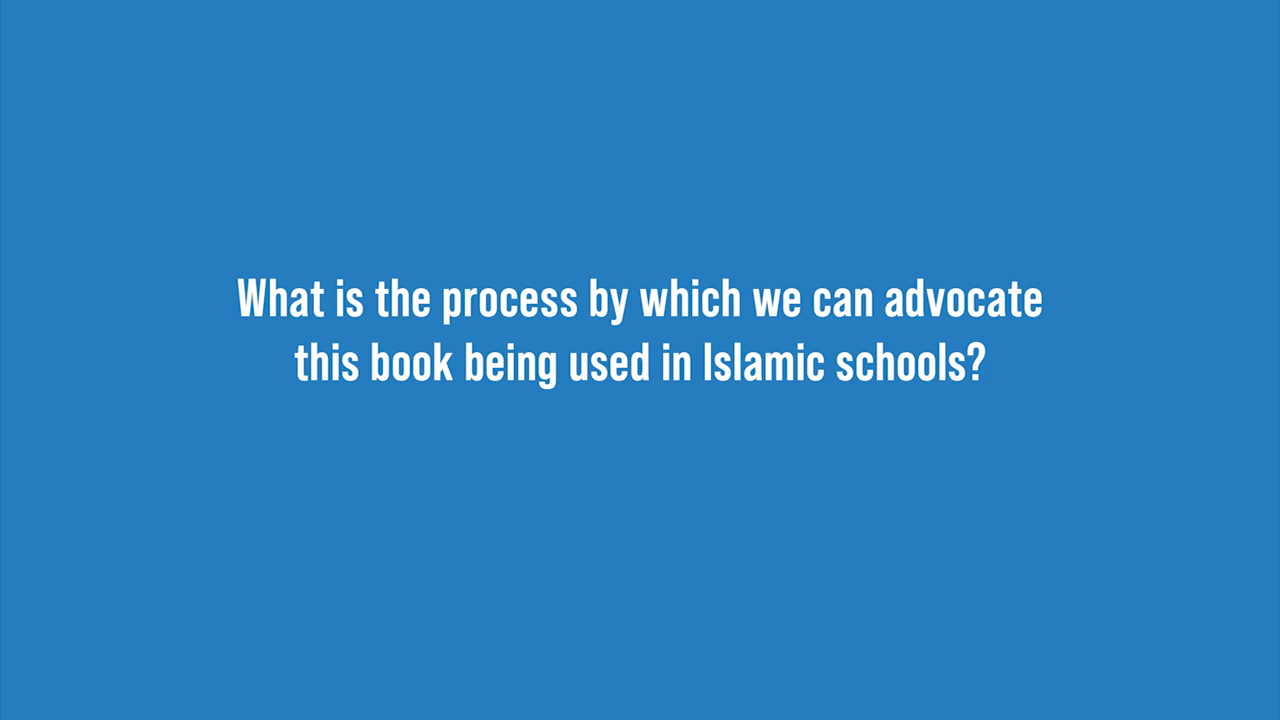 What is the process by which we can advocate
this book being used in Islamic schools?